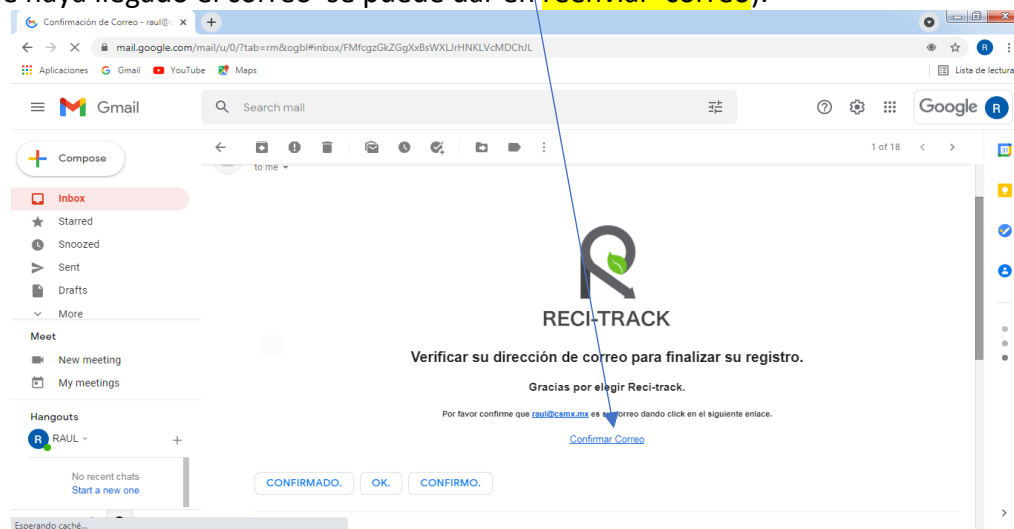 haya llegado el correo se puede dar en reenviar correo).
Confirmación de Correo - raul@
mail.google.com/mail/u/0/?tab=rm&ogbl#inbox/FMfcgzGkZGgXxBsWXLJrHNKLVcMDChJL
Aplicaciones Gmail YouTube Maps Lista de lectura
Gmail Search mail Google R
Compose 1 of 18
to me
Inbox
Starred
Snoozed
Sent
Drafts
More
Meet
New meeting
My meetings
Hangouts
R RAUL
No recent chats
Start a new one
RECI-TRACK
Verificar su dirección de correo para finalizar su registro.
Gracias por elegir Reci-track.
Por favor confirme que raul@csmx.mx es su correo dando click en el siguiente enlace.
Confirmar Correo
CONFIRMADO. OK. CONFIRMO.
Esperando caché...